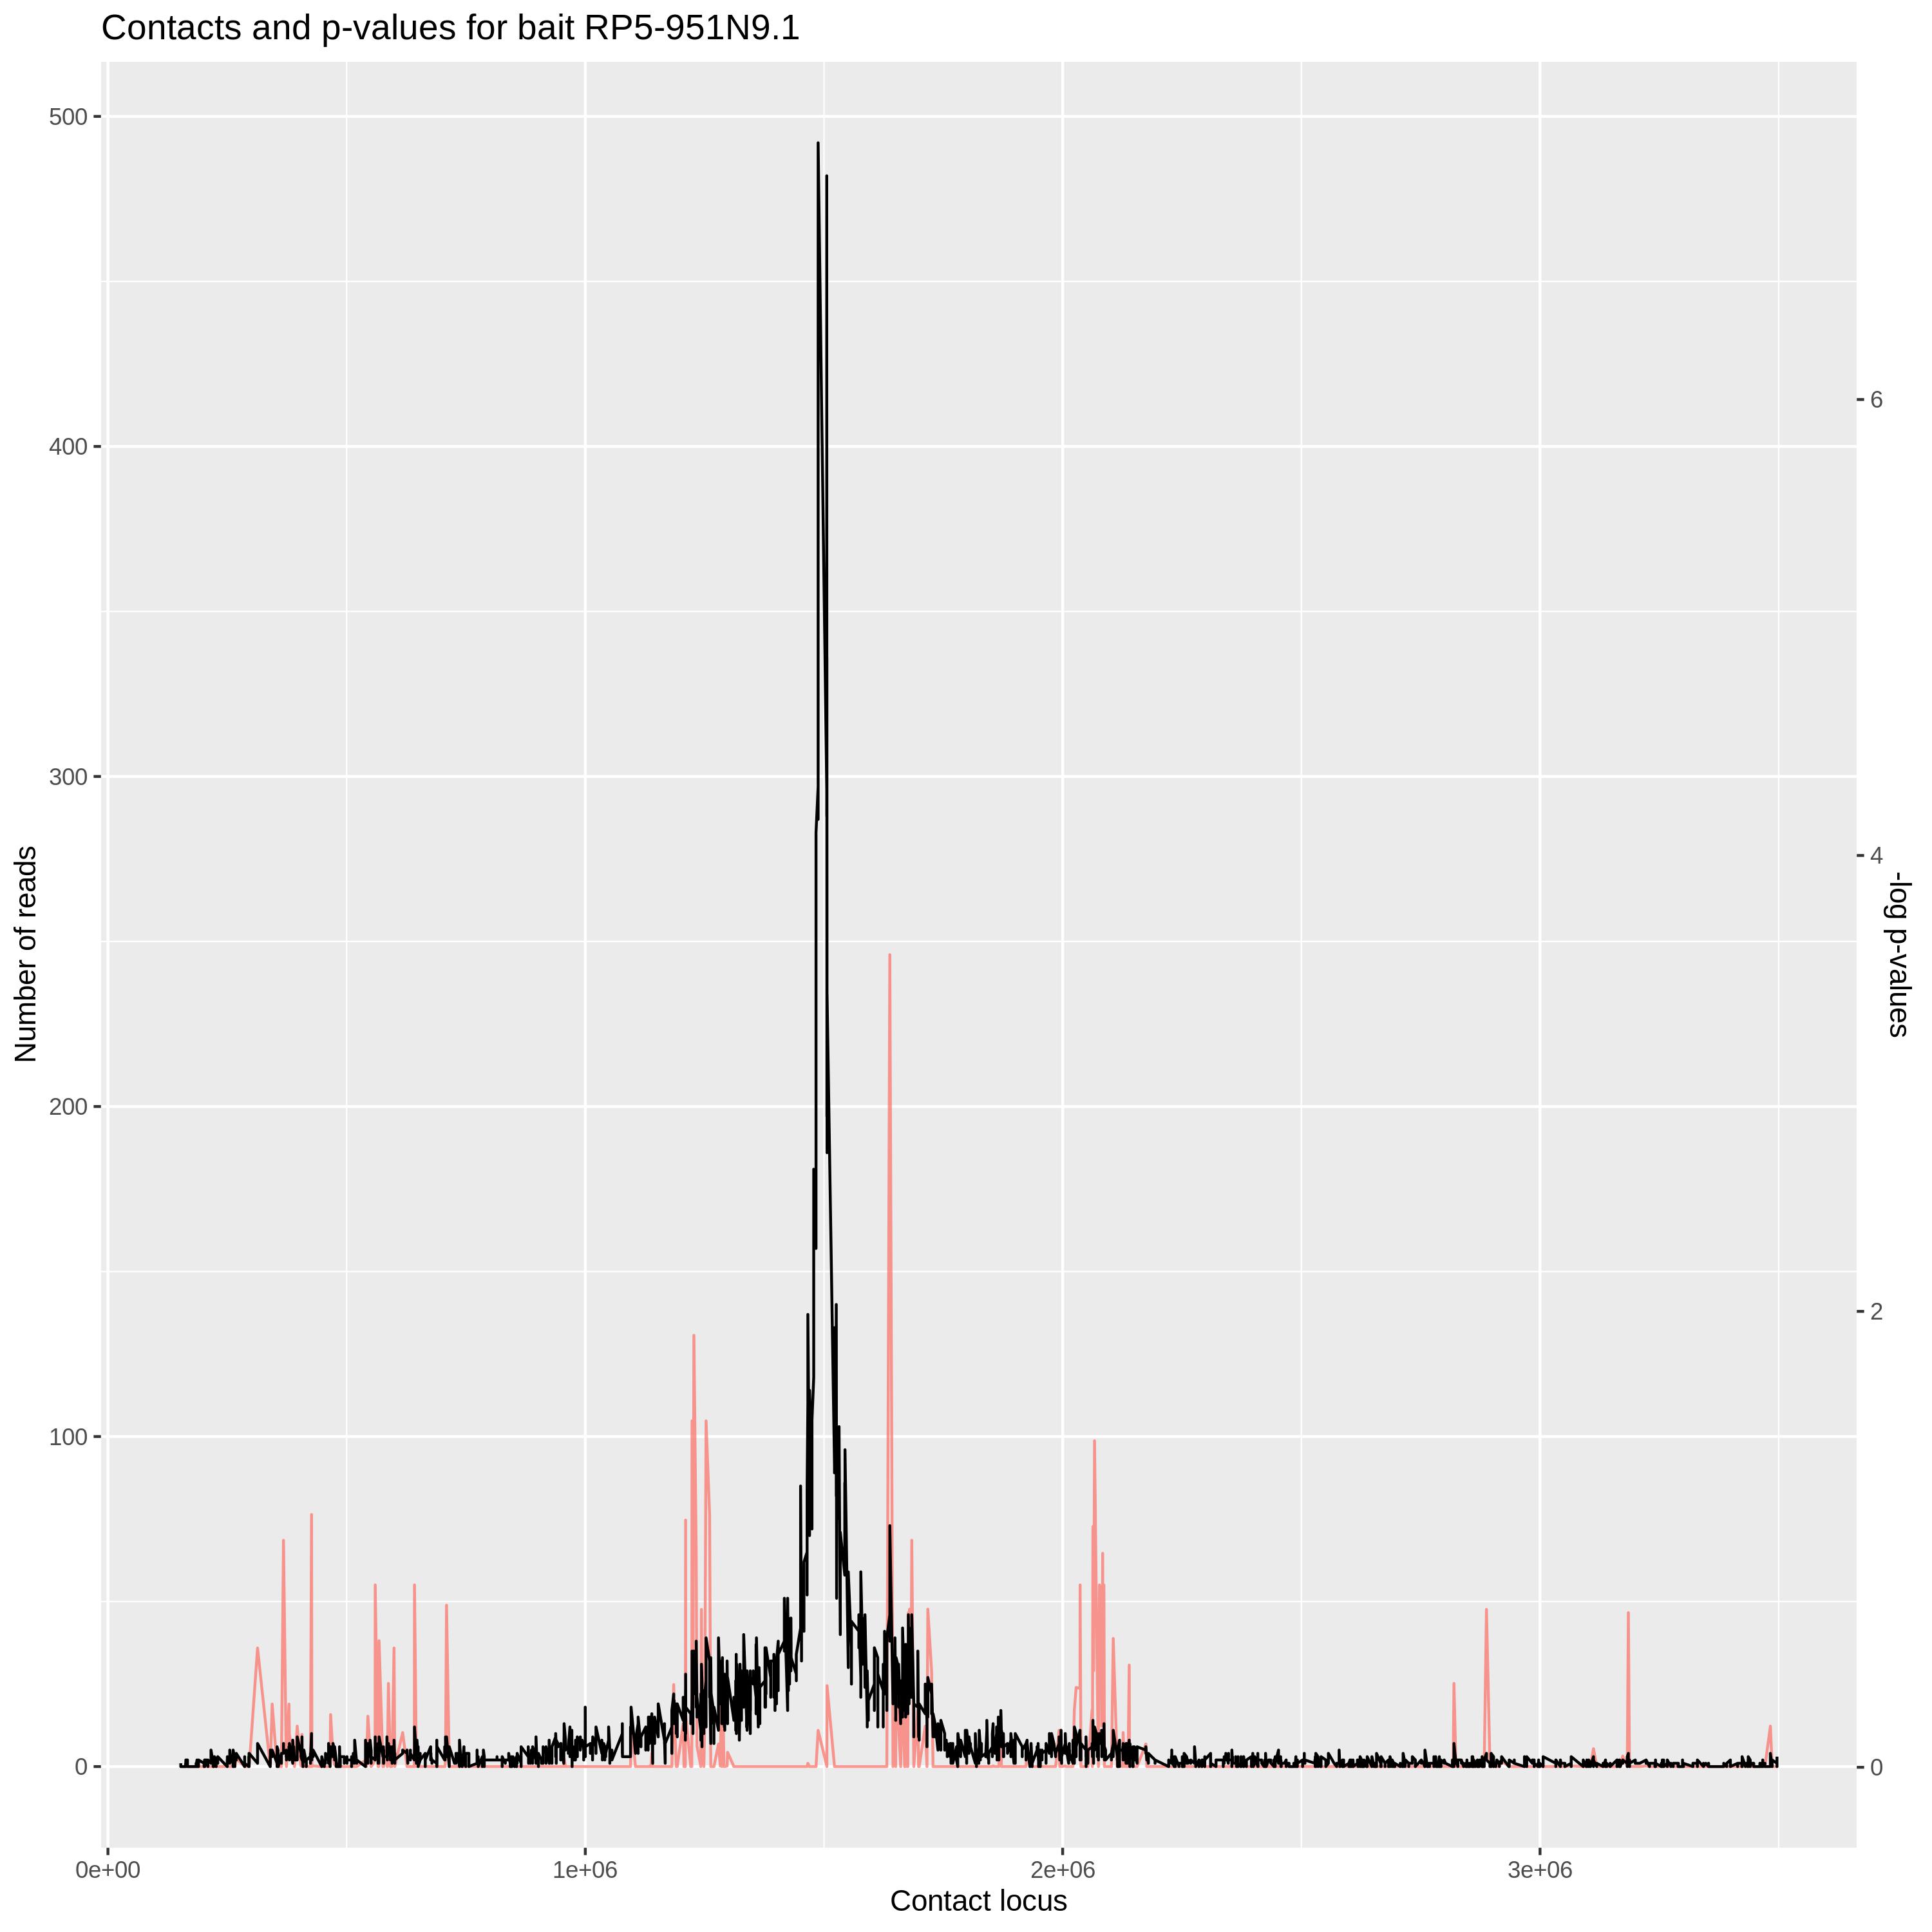 Contacts and p-values for bait RP5-951N9.1
500
400
300
200
100
0
Number of reads
6
4
2
0
-log p-values
0e+00
1e+06
2e+06
3e+06
Contact locus